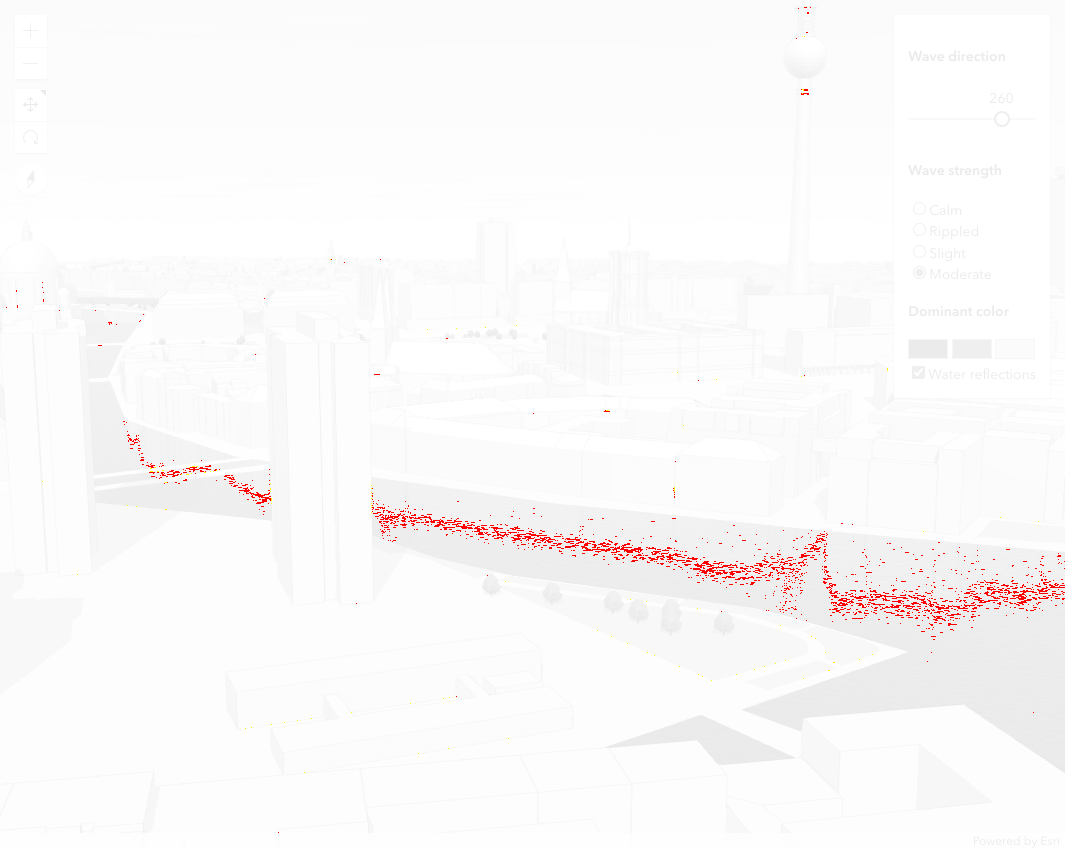 Wave direction
260
Wave strength
Calm
Rippled
Slight
Moderate
Dominant color
Water reflections
Powered by Esri